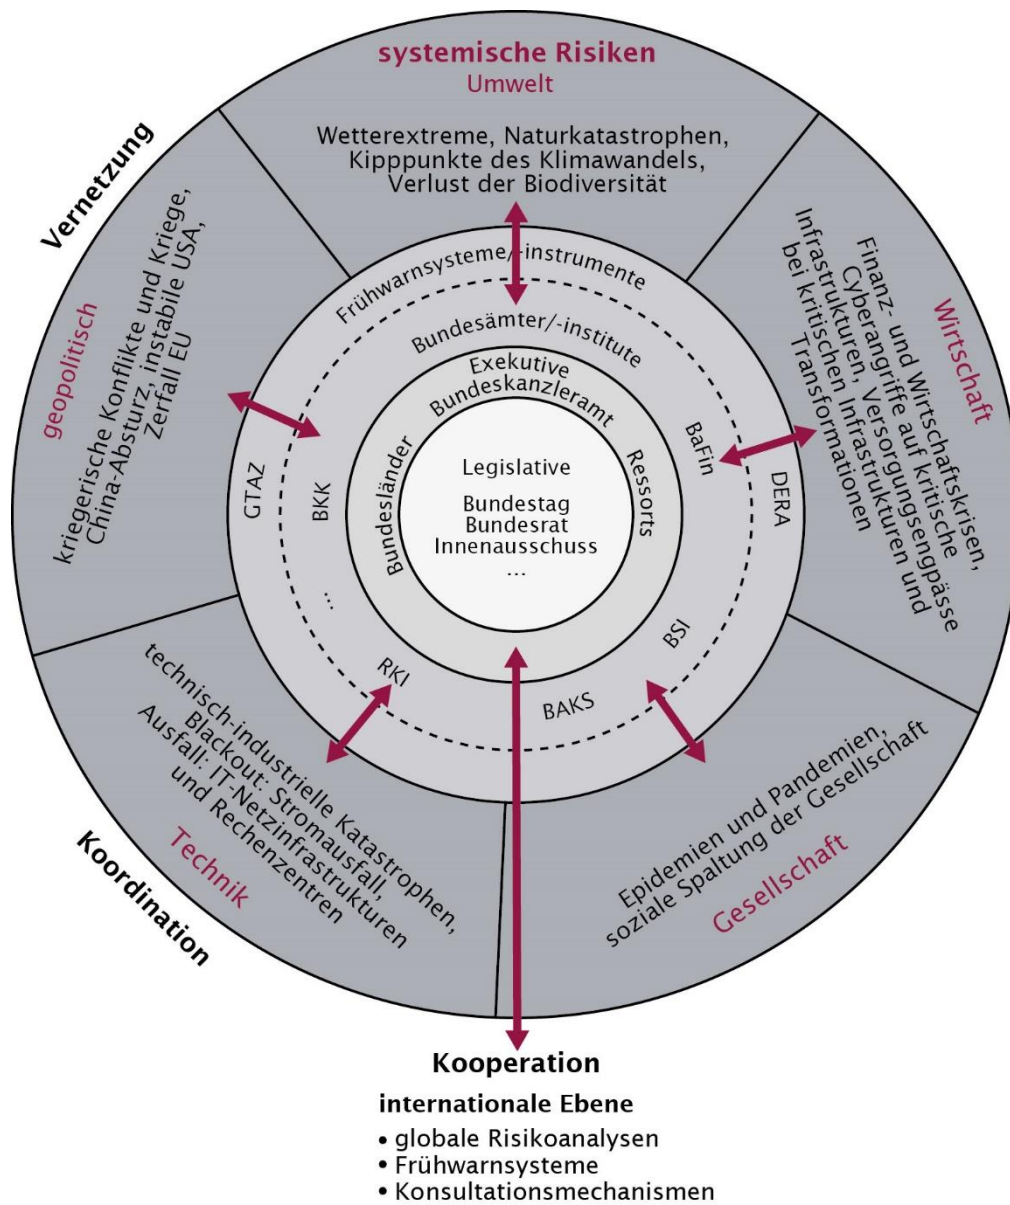 systemische Risiken
Umwelt
Wetterextreme, Naturkatastrophen,
Kipppunkte des Klimawandels,
Verlust der Biodiversität
Vernetzung
geopolitisch
kriegerische Konflikte und Kriege,
China-Absturz, instabile USA,
Zerfall EU
Wirtschaft
Finanz- und Wirtschaftskrisen,
Cyberangriffe auf kritische
Infrastrukturen, Versorgungsengpässe
bei kritischen Infrastrukturen und
Transformationen
Frühwarnsysteme/-instrumente
Bundesämter/-institute
Exekutive
Bundeskanzleramt
Bundesländer
Ressorts
Legislative
Bundestag
Bundesrat
Innenausschuss
...
GTAZ
BKK
...
RKI
BAKS
BSI
BaFin
DERA
technisch-industrielle Katastrophen,
Blackout: Stromausfall,
Ausfall: IT-Netzinfrastrukturen
und Rechenzentren
Technik
Epidemien und Pandemien,
soziale Spaltung der Gesellschaft
Gesellschaft
Koordination
Kooperation
internationale Ebene
• globale Risikoanalysen
• Frühwarnsysteme
• Konsultationsmechanismen